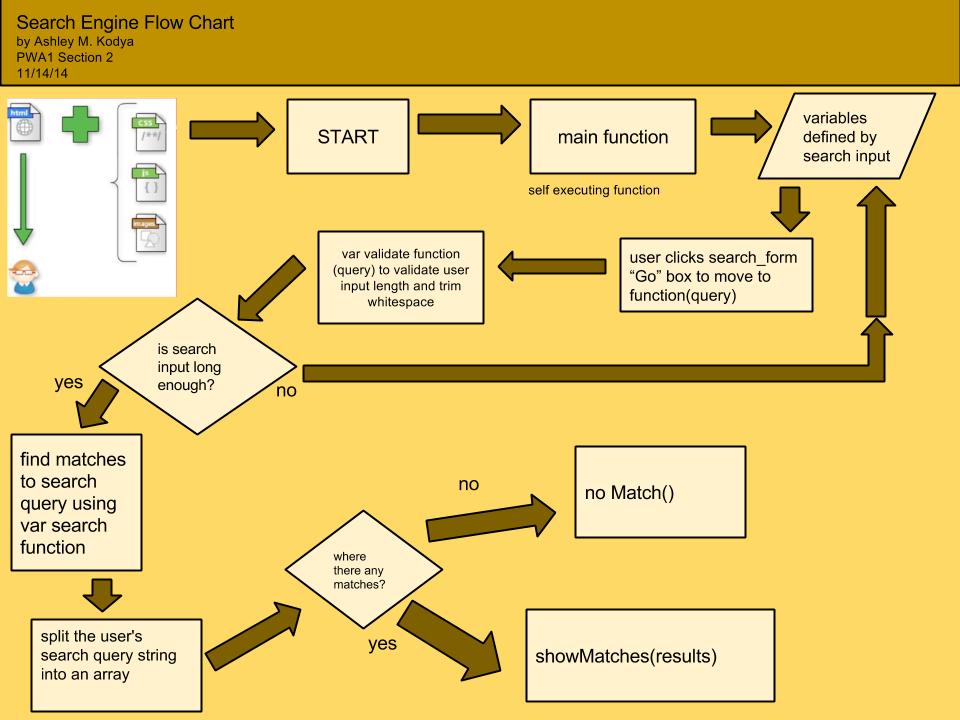 Search Engine Flow Chart
by Ashley M. Kodya
PWA1 Section 2
11/14/14
html
CSS
/**/
js
{ }
images
START
main function
self executing function
variables
defined by
search input
user clicks search_form
“Go” box to move to
function(query)
var validate function
(query) to validate user
input length and trim
whitespace
is search
input long
enough?
yes
no
find matches
to search
query using
var search
function
split the user's
search query string
into an array
where
there any
matches?
no
yes
no Match()
showMatches(results)